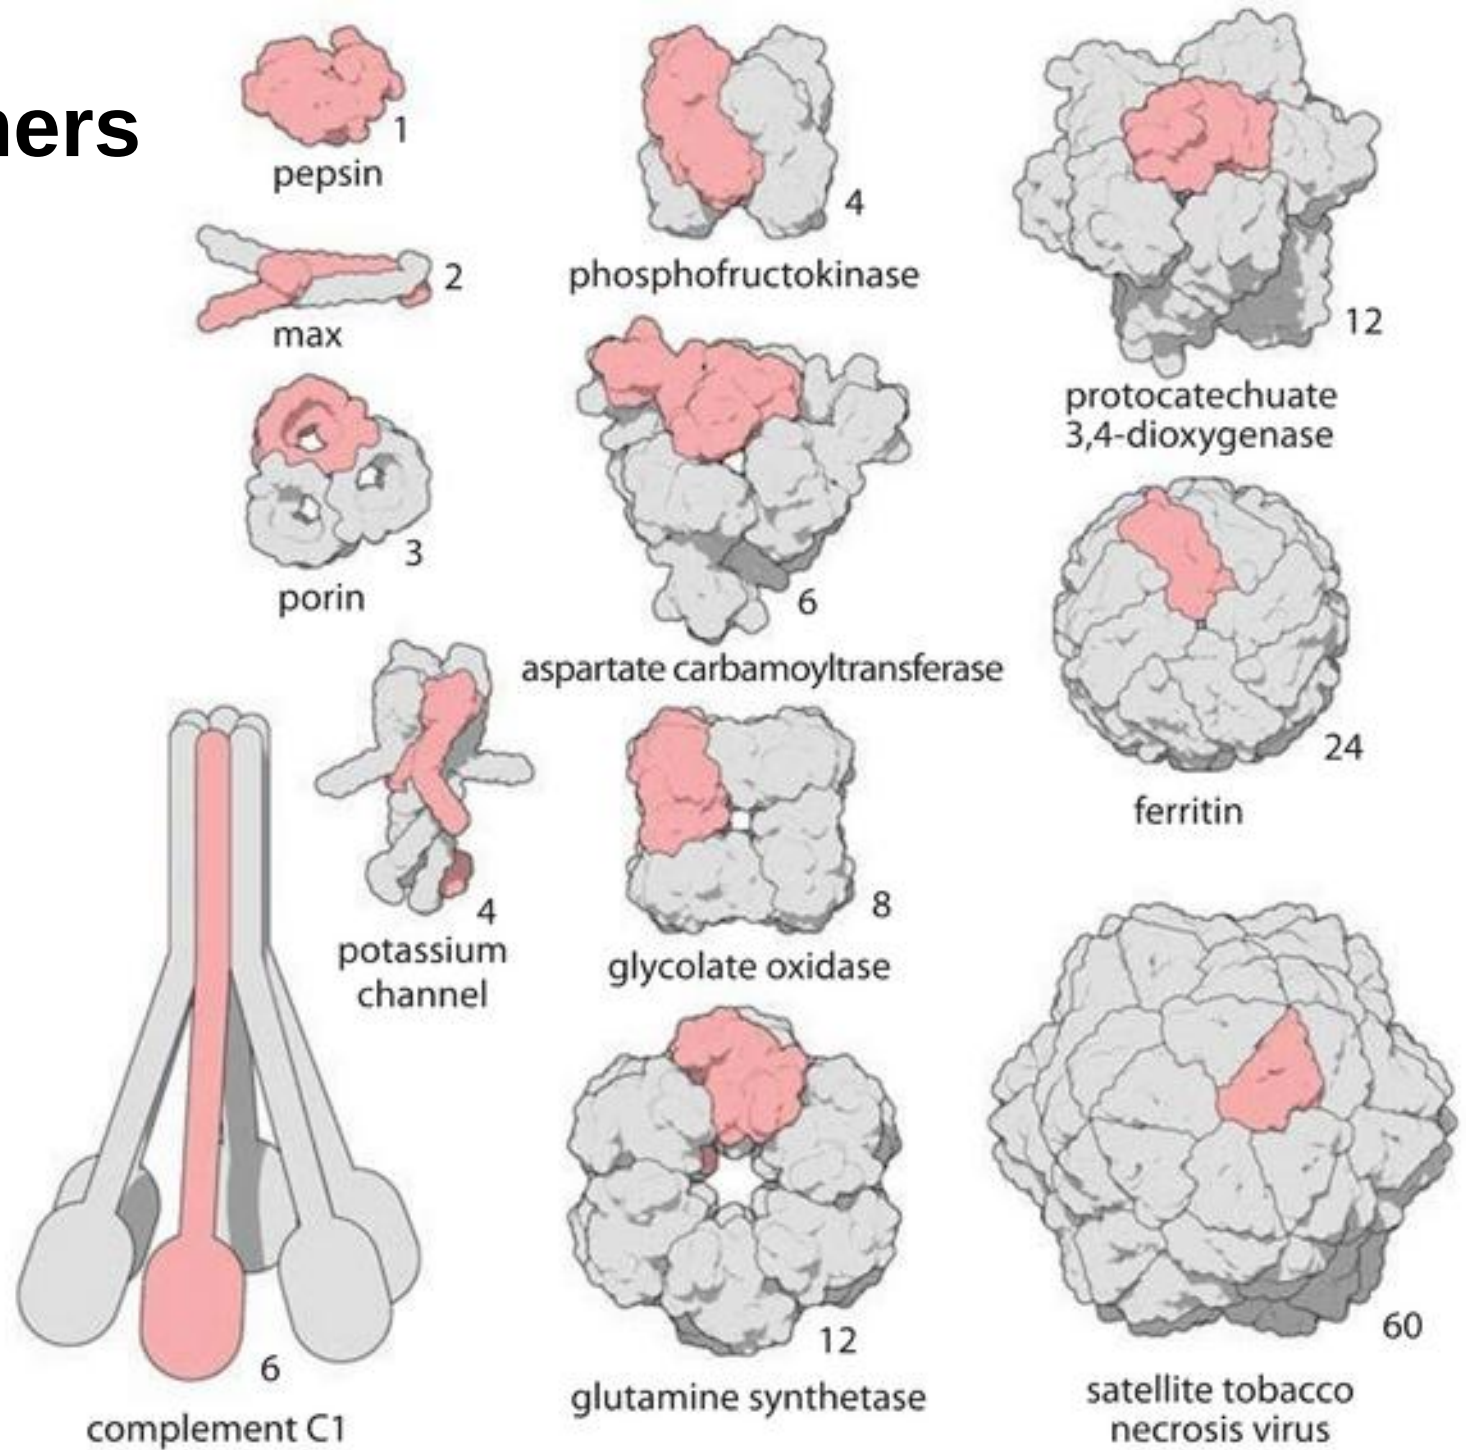 ners
1
pepsin
2
max
3
porin
4
potassium
channel
6
complement C1
4
phosphofructokinase
6
aspartate carbamoyltransferase
8
glycolate oxidase
12
glutamine synthetase
12
protocatechuate
3,4-dioxygenase
24
ferritin
60
satellite tobacco
necrosis virus